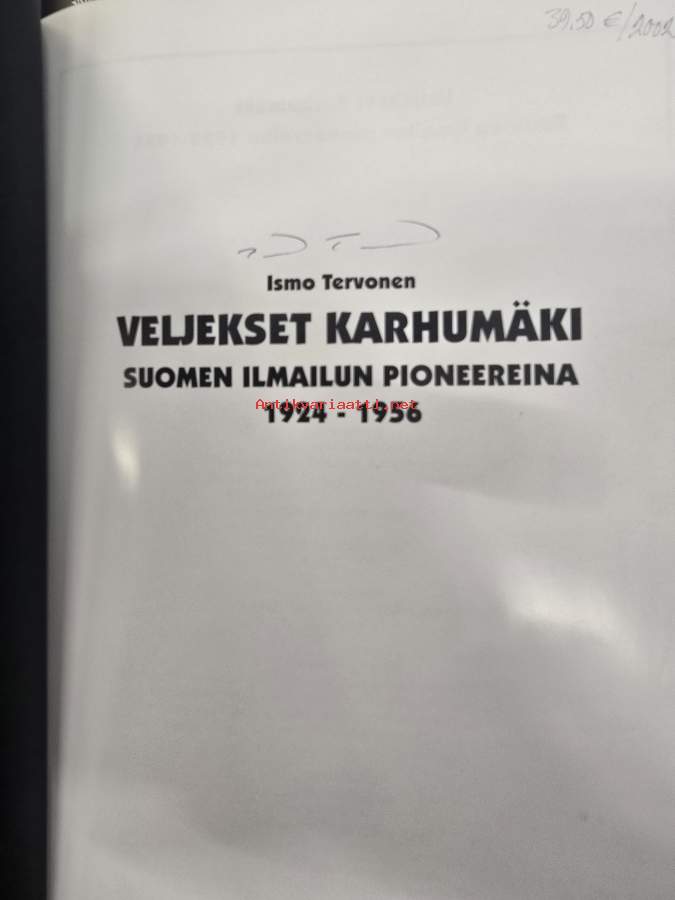 39.50 €/2002
Ismo Tervonen
VELJEKSET KARHUMÄKI
SUOMEN ILMAILUN PIONEEREINA
1924 - 1956
Antikvariaatti.net